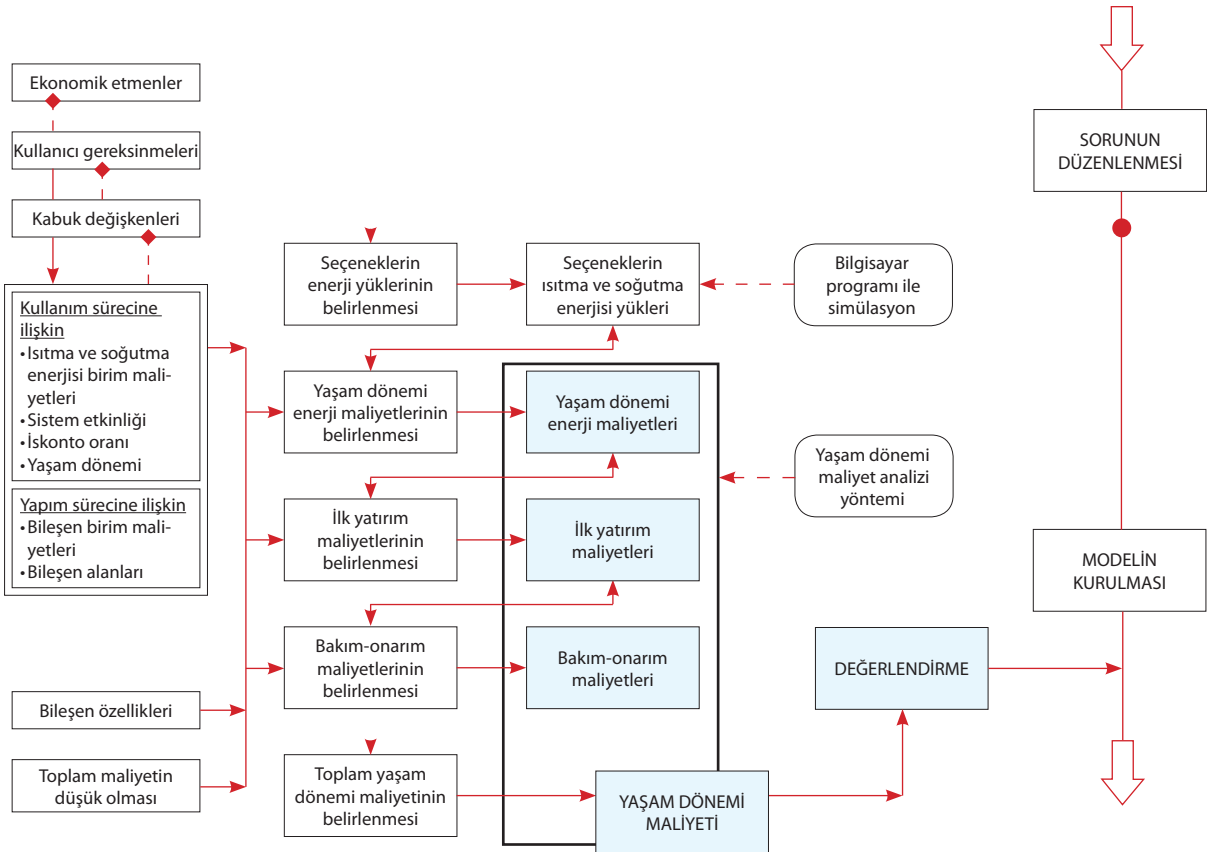 Ekonomik etmenler
Kullanıcı gereksinmeleri
Kabuk değişkenleri
Kullanım sürecine
ilişkin
•Isıtma ve soğutma
enerjisi birim mali-
yetleri
•Sistem etkinliği
•İskonto oranı
•Yaşam dönemi
Yapım sürecine ilişkin
•Bileşen birim mali-
yetleri
•Bileşen alanları
Bileşen özellikleri
Toplam maliyetin
düşük olması
Seçeneklerin
enerji yüklerinin
belirlenmesi
Yaşam dönemi
enerji maliyetlerinin
belirlenmesi
İlk yatırım
maliyetlerinin
belirlenmesi
Bakım-onarım
maliyetlerinin
belirlenmesi
Toplam yaşam
dönemi maliyetinin
belirlenmesi
Seçeneklerin
ısıtma ve soğutma
enerjisi yükleri
Yaşam dönemi
enerji maliyetleri
İlk yatırım
maliyetleri
Bakım-onarım
maliyetleri
YAŞAM DÖNEMİ
MALİYETİ
Bilgisayar
programı ile
simülasyon
Yaşam dönemi
maliyet analizi
yöntemi
DEĞERLENDİRME
SORUNUN
DÜZENLENMESİ
MODELİN
KURULMASI